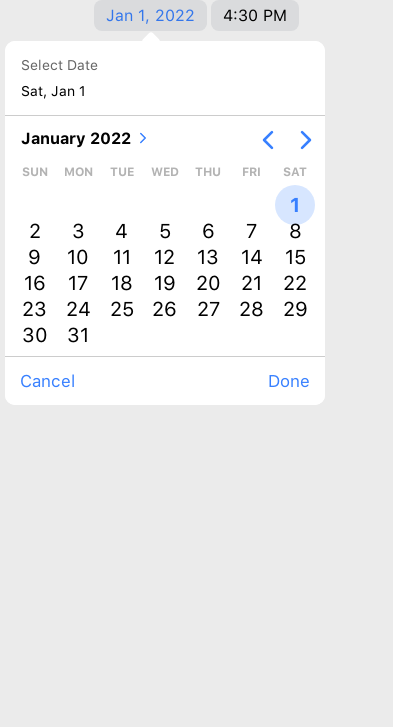 Jan 1, 2022 4:30 PM
Select Date
Sat, Jan 1
January 2022
SUN MON TUE WED THU FRI SAT
1
2 3 4 5 6 7 8
9 10 11 12 13 14 15
16 17 18 19 20 21 22
23 24 25 26 27 28 29
30 31
Cancel Done